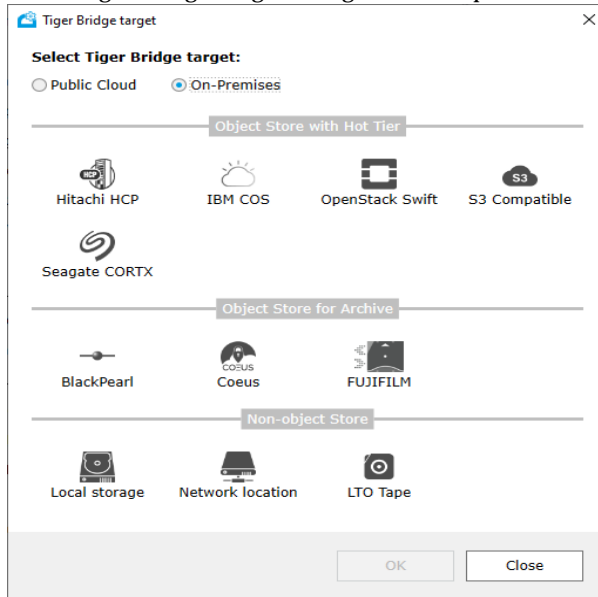 Tiger Bridge target
Select Tiger Bridge target:
Public Cloud On-Premises
Object Store with Hot Tier
HCP S3
Hitachi HCP IBM COS OpenStack Swift S3 Compatible
Seagate CORTX
Object Store for Archive
COEUS
BlackPearl Coeus FUJIFILM
Non-object Store
Local storage Network location LTO Tape
OK Close